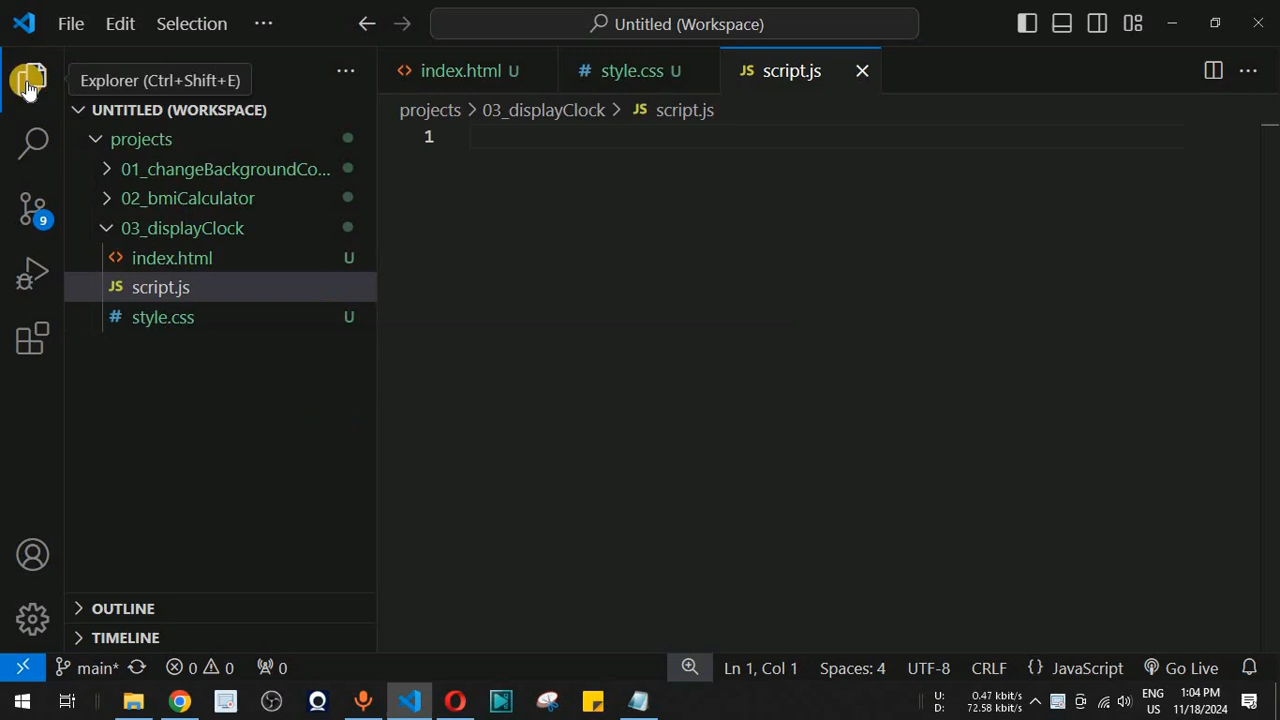 File Edit Selection ··· Untitled (Workspace)
Explorer (Ctrl+Shift+E) ···
index.html U
style.css U
JS script.js
UNTITLED (WORKSPACE)
projects > 03_displayClock > JS script.js
projects
1
01_changeBackgroundCo...
02_bmiCalculator
03_displayClock
index.html U
JS script.js
# style.css U
9
OUTLINE
TIMELINE
main* 0 0 0 Ln 1, Col 1 Spaces: 4 UTF-8 CRLF {} JavaScript Go Live
U: 0.47 kbit/s
D: 72.58 kbit/s
ENG
US
1:04 PM
11/18/2024